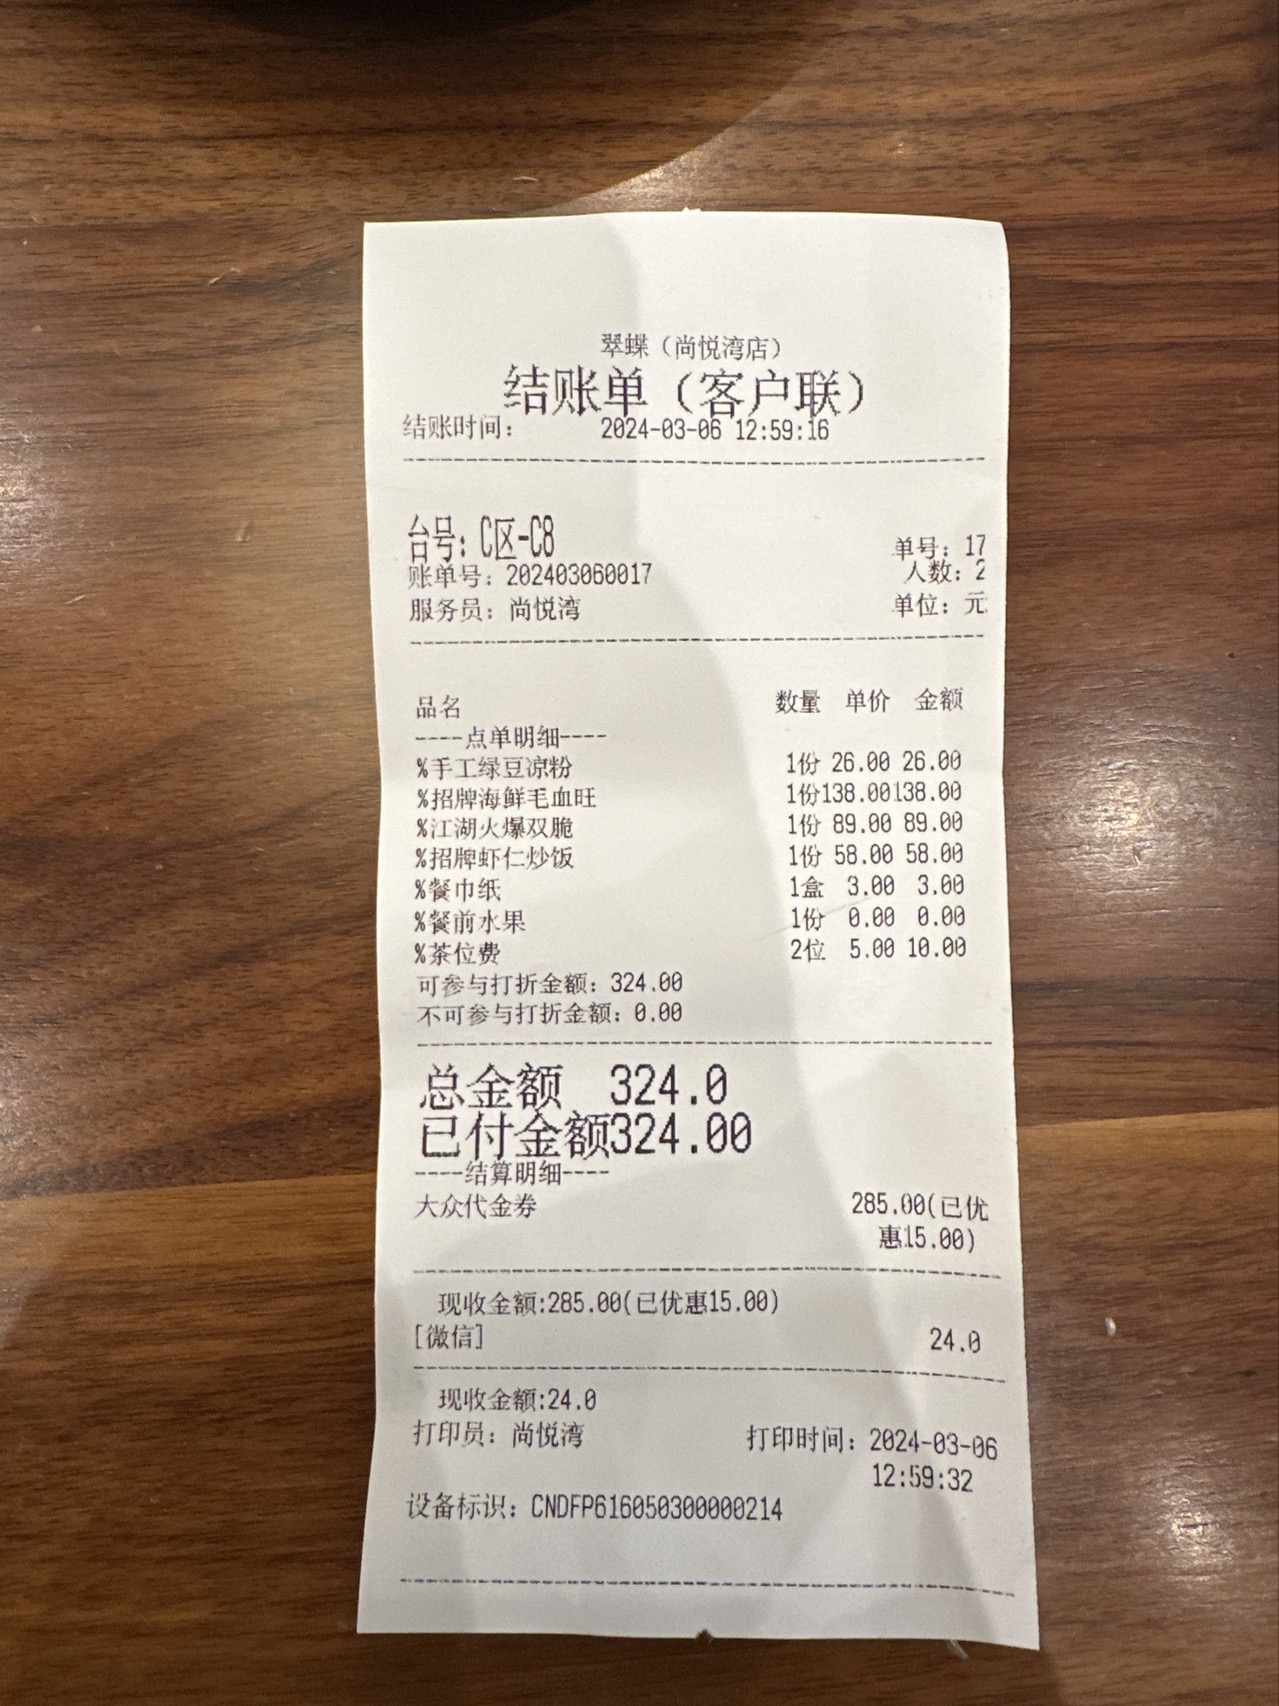 翠蝶（尚悦湾店）
结账单（客户联）
结账时间： 2024-03-06 12:59:16
台号：C区-C8
单号：17
账单号：202403060017
人数：2
服务员：尚悦湾
单位：元
品名 数量 单价 金额
----点单明细----
%手工绿豆凉粉 1份 26.00 26.00
%招牌海鲜毛血旺 1份138.00138.00
%江湖火爆双脆 1份 89.00 89.00
%招牌虾仁炒饭 1份 58.00 58.00
%餐巾纸 1盒 3.00 3.00
%餐前水果 1份 0.00 0.00
%茶位费 2位 5.00 10.00
可参与打折金额：324.00
不可参与打折金额：0.00
总金额 324.0
已付金额324.00
----结算明细----
大众代金券 285.00(已优
惠15.00)
现收金额:285.00(已优惠15.00)
[微信] 24.0
现收金额:24.0
打印员：尚悦湾 打印时间：2024-03-06
12:59:32
设备标识：CNDFP616050300000214